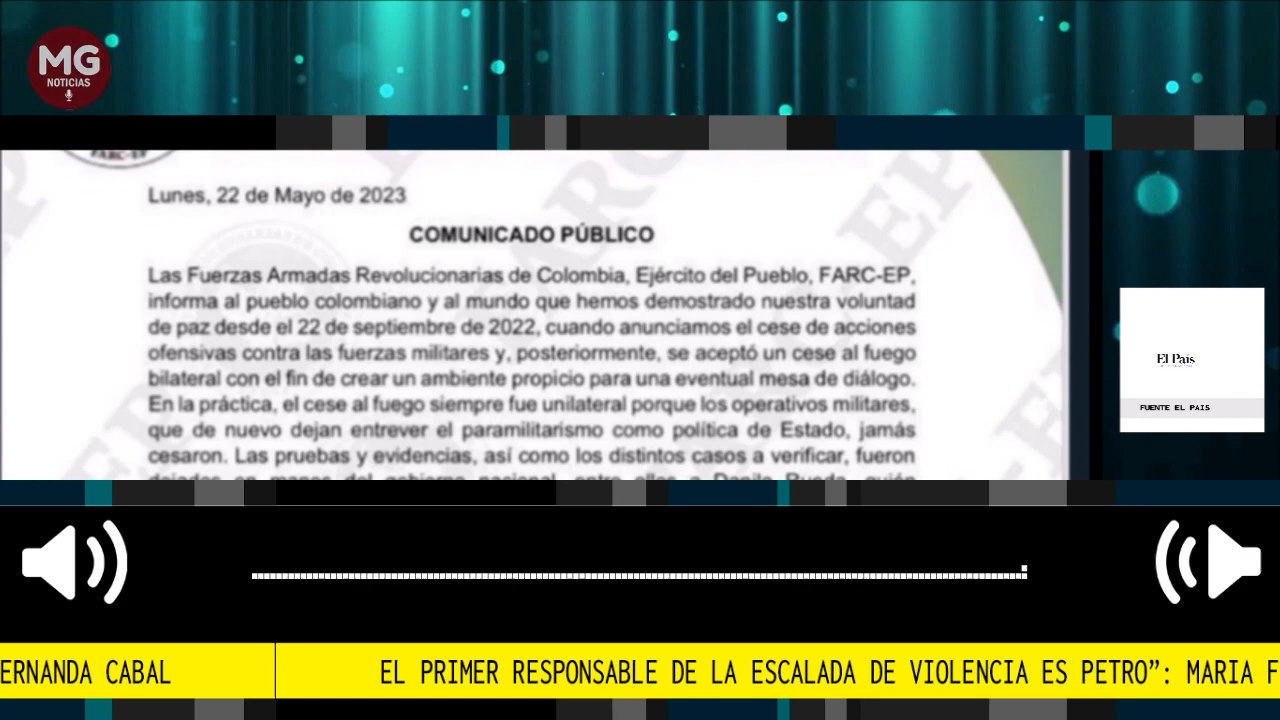 MG
NOTICIAS
FARC-EP
Lunes, 22 de Mayo de 2023
COMUNICADO PÚBLICO
Las Fuerzas Armadas Revolucionarias de Colombia, Ejército del Pueblo, FARC-EP,
informa al pueblo colombiano y al mundo que hemos demostrado nuestra voluntad
de paz desde el 22 de septiembre de 2022, cuando anunciamos el cese de acciones
ofensivas contra las fuerzas militares y, posteriormente, se aceptó un cese al fuego
bilateral con el fin de crear un ambiente propicio para una eventual mesa de diálogo.
En la práctica, el cese al fuego siempre fue unilateral porque los operativos militares,
que de nuevo dejan entrever el paramilitarismo como política de Estado, jamás
cesaron. Las pruebas y evidencias, así como los distintos casos a verificar, fueron
El País
FUENTE EL PAIS
ERNANDA CABAL
EL PRIMER RESPONSABLE DE LA ESCALADA DE VIOLENCIA ES PETRO”: MARIA F